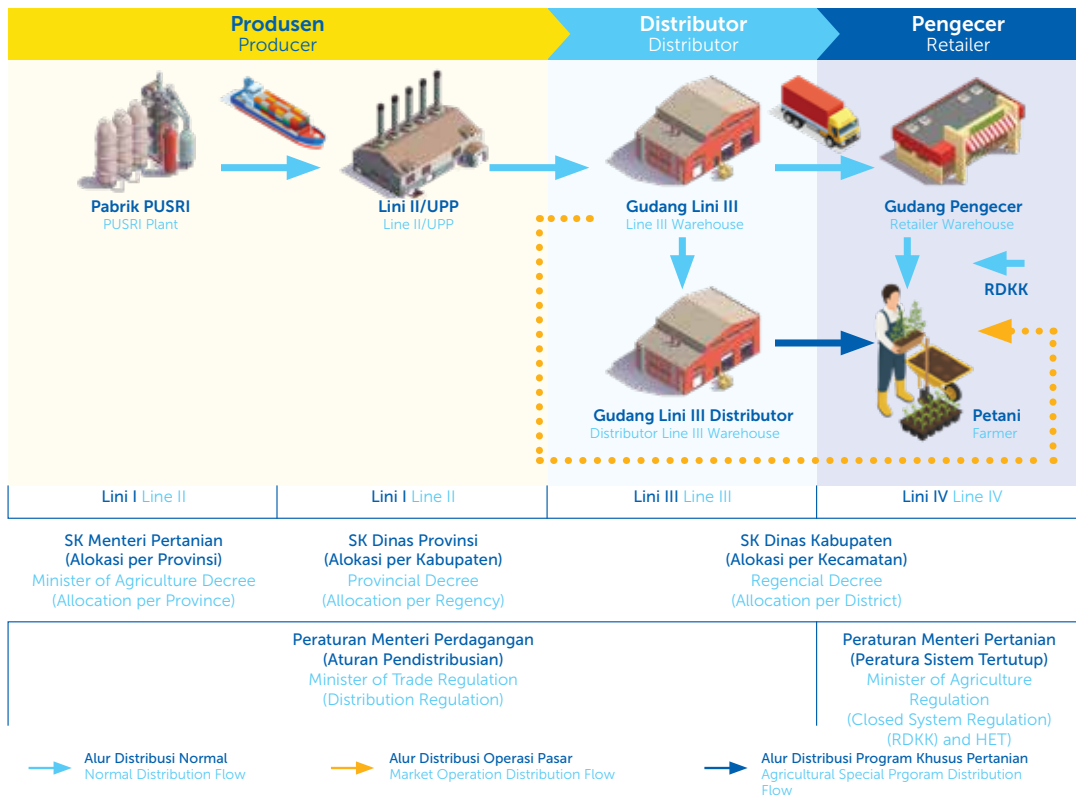 Produsen
Producer
Distributor
Distributor
Pengecer
Retailer
Pabrik PUSRI
PUSRI Plant
Lini II/UPP
Line II/UPP
Gudang Lini III
Line III Warehouse
Gudang Pengecer
Retailer Warehouse
RDKK
Gudang Lini III Distributor
Distributor Line III Warehouse
Petani
Farmer
Lini I Line II
Lini I Line II
Lini III Line III
Lini IV Line IV
SK Menteri Pertanian
(Alokasi per Provinsi)
Minister of Agriculture Decree
(Allocation per Province)
SK Dinas Provinsi
(Alokasi per Kabupaten)
Provincial Decree
(Allocation per Regency)
SK Dinas Kabupaten
(Alokasi per Kecamatan)
Regencial Decree
(Allocation per District)
Peraturan Menteri Perdagangan
(Aturan Pendistribusian)
Minister of Trade Regulation
(Distribution Regulation)
Peraturan Menteri Pertanian
(Peratura Sistem Tertutup)
Minister of Agriculture
Regulation
(Closed System Regulation)
(RDKK) and HET)
Alur Distribusi Normal
Normal Distribution Flow
Alur Distribusi Operasi Pasar
Market Operation Distribution Flow
Alur Distribusi Program Khusus Pertanian
Agricultural Special Prgoram Distribution
Flow